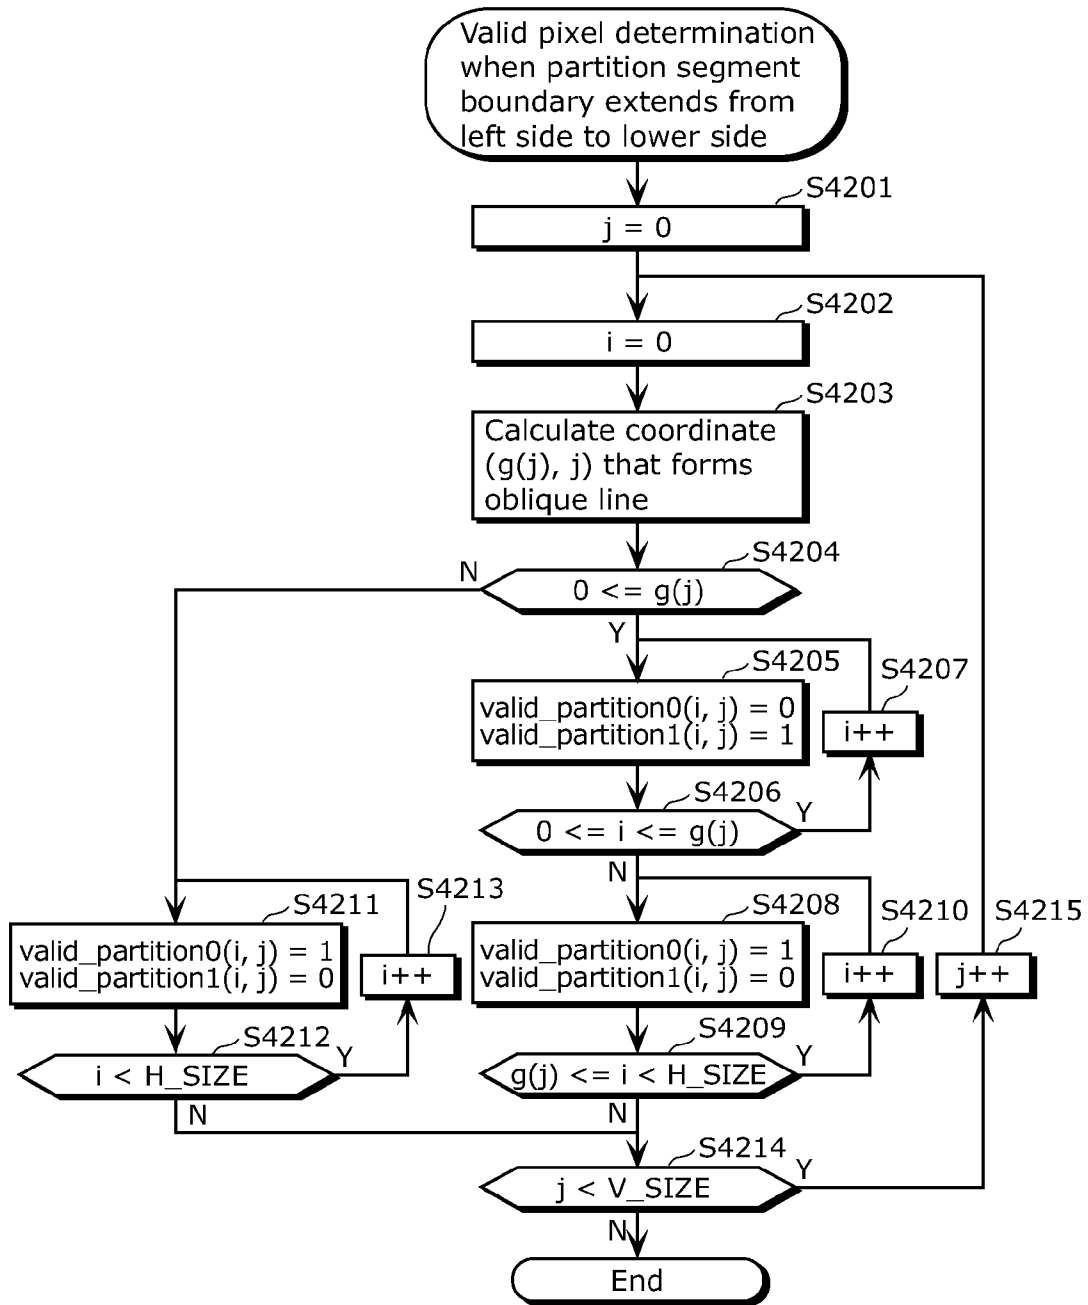 Valid pixel determination
when partition segment
boundary extends from
left side to lower side
S4201
j = 0
S4202
i = 0
S4203
Calculate coordinate
(g(j), j) that forms
oblique line
S4204
N
0 <= g(j)
Y
S4205
S4207
valid_partition0(i, j) = 0
valid_partition1(i, j) = 1
i++
S4206
0 <= i <= g(j)
Y
N
S4211
S4213
S4208
S4210
S4215
valid_partition0(i, j) = 1
valid_partition1(i, j) = 0
i++
valid_partition0(i, j) = 1
valid_partition1(i, j) = 0
i++
j++
S4212
i < H_SIZE
Y
N
S4209
g(j) <= i < H_SIZE
Y
N
S4214
j < V_SIZE
Y
N
End